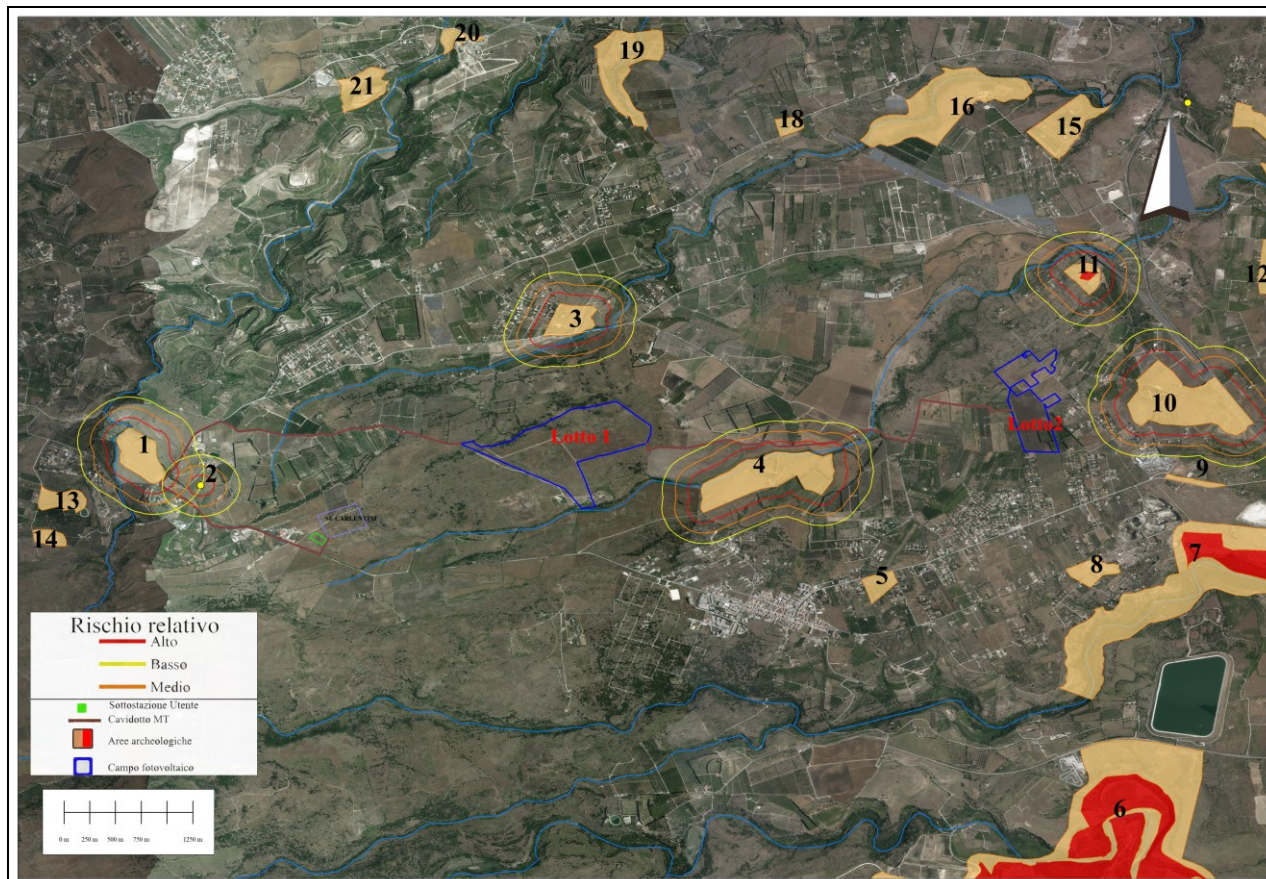 20
19
21
16
18
15
11
12
3
10
Lotto 1
Lotto2
1
4
2
9
13
SE CARLENTINI
14
7
8
5
Rischio relativo
Alto
Basso
Medio
Sottostazione Utente
Cavidotto MT
Aree archeologiche
Campo fotovoltaico
6
0 m 250 m 500 m 750 m 1250 m